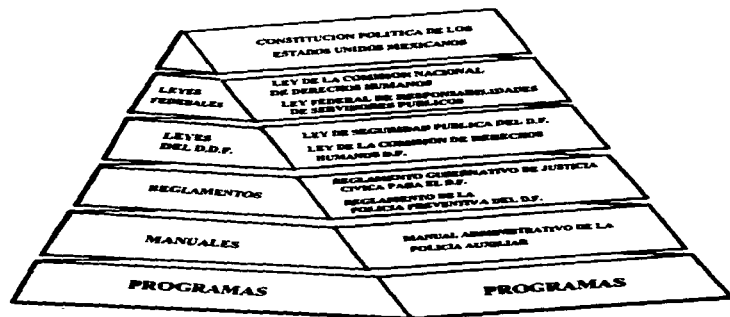 CONSTITUCION POLITICA DE LOS
ESTADOS UNIDOS MEXICANOS
LEYES
FEDERALES
LEY DE LA COMISION NACIONAL
DE DERECHOS HUMANOS
LEY FEDERAL DE RESPONSABILIDADES
DE SERVIDORES PUBLICOS
LEYES
DEL D.D.F.
LEY DE SEGURIDAD PUBLICA DEL D.F.
LEY DE LA COMISION DE DERECHOS
HUMANOS D.F.
REGLAMENTOS
REGLAMENTO GUBERNATIVO DE JUSTICIA
CIVICA PARA EL D.F.
REGLAMENTO DE LA
POLICIA PREVENTIVA DEL D.F.
MANUALES
MANUAL ADMINISTRATIVO DE LA
POLICIA AUXILIAR
PROGRAMAS
PROGRAMAS